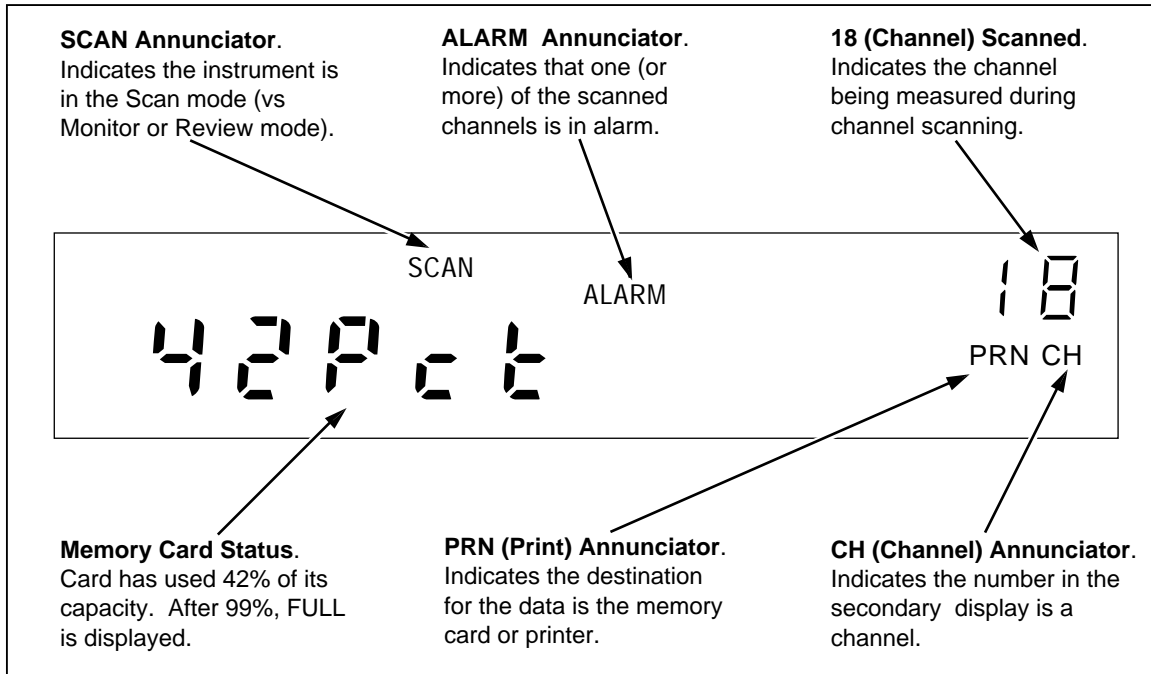 SCAN Annunciator.
Indicates the instrument is
in the Scan mode (vs
Monitor or Review mode).
ALARM Annunciator.
Indicates that one (or
more) of the scanned
channels is in alarm.
18 (Channel) Scanned.
Indicates the channel
being measured during
channel scanning.
SCAN
ALARM
18
42Pct
PRN CH
Memory Card Status.
Card has used 42% of its
capacity. After 99%, FULL
is displayed.
PRN (Print) Annunciator.
Indicates the destination
for the data is the memory
card or printer.
CH (Channel) Annunciator.
Indicates the number in the
secondary display is a
channel.